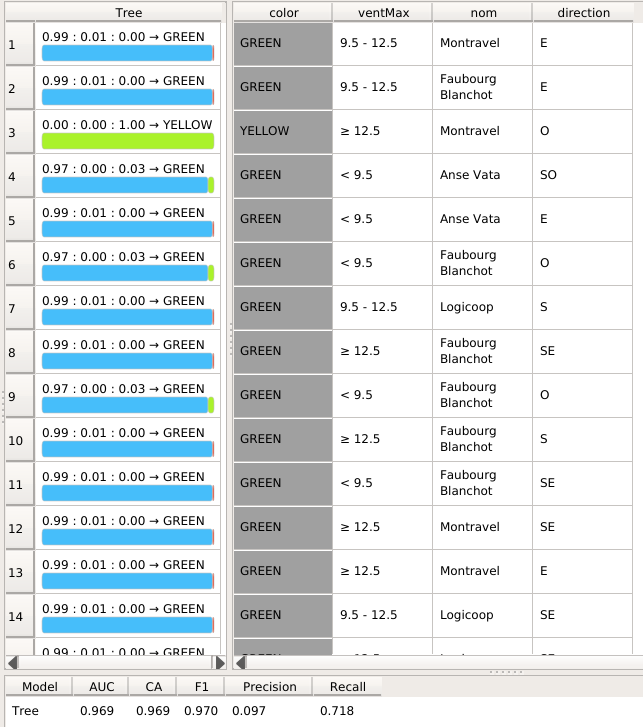 Tree color ventMax nom direction
1 0.99 : 0.01 : 0.00 → GREEN GREEN 9.5 - 12.5 Montravel E
2 0.99 : 0.01 : 0.00 → GREEN GREEN 9.5 - 12.5 Faubourg Blanchot E
3 0.00 : 0.00 : 1.00 → YELLOW YELLOW ≥ 12.5 Montravel O
4 0.97 : 0.00 : 0.03 → GREEN GREEN < 9.5 Anse Vata SO
5 0.99 : 0.01 : 0.00 → GREEN GREEN < 9.5 Anse Vata E
6 0.97 : 0.00 : 0.03 → GREEN GREEN < 9.5 Faubourg Blanchot O
7 0.99 : 0.01 : 0.00 → GREEN GREEN 9.5 - 12.5 Logicoop S
8 0.99 : 0.01 : 0.00 → GREEN GREEN ≥ 12.5 Faubourg Blanchot SE
9 0.97 : 0.00 : 0.03 → GREEN GREEN < 9.5 Faubourg Blanchot O
10 0.99 : 0.01 : 0.00 → GREEN GREEN ≥ 12.5 Faubourg Blanchot S
11 0.99 : 0.01 : 0.00 → GREEN GREEN < 9.5 Faubourg Blanchot SE
12 0.99 : 0.01 : 0.00 → GREEN GREEN ≥ 12.5 Montravel SE
13 0.99 : 0.01 : 0.00 → GREEN GREEN ≥ 12.5 Montravel E
14 0.99 : 0.01 : 0.00 → GREEN GREEN 9.5 - 12.5 Logicoop SE
0.99 : 0.01 : 0.00 → GREEN
Model AUC CA F1 Precision Recall
Tree 0.969 0.969 0.970 0.097 0.718